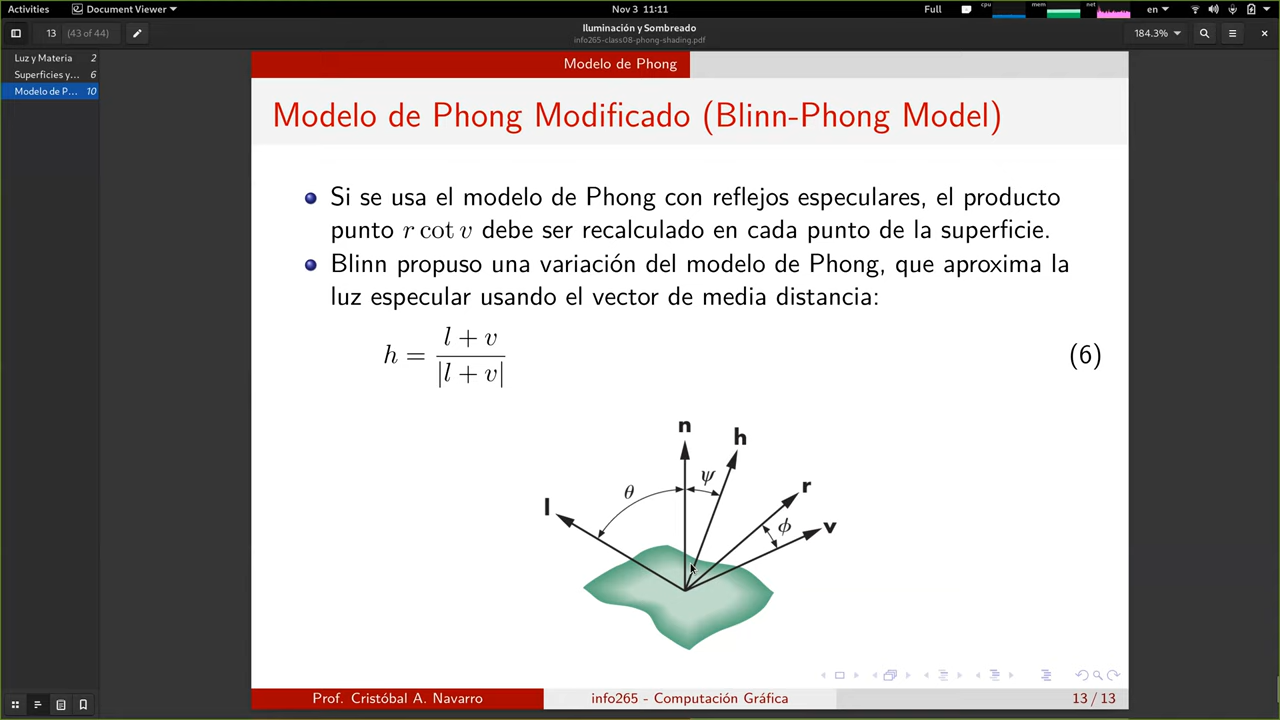 Activities
Document Viewer
Nov 3 11:11
Full
cpu
mem
net
en
13
(43 of 44)
Iluminación y Sombreado
info265-class08-phong-shading.pdf
184.3%
Luz y Materia 2
Superficies y... 6
Modelo de P... 10
Modelo de Phong
Modelo de Phong Modificado (Blinn-Phong Model)
Si se usa el modelo de Phong con reflejos especulares, el producto
punto r cot v debe ser recalculado en cada punto de la superficie.
Blinn propuso una variación del modelo de Phong, que aproxima la
luz especular usando el vector de media distancia:
h = (l + v) / |l + v| (6)
n
h
ψ
θ
r
l
ϕ
v
Prof. Cristóbal A. Navarro
info265 - Computación Gráfica
13 / 13